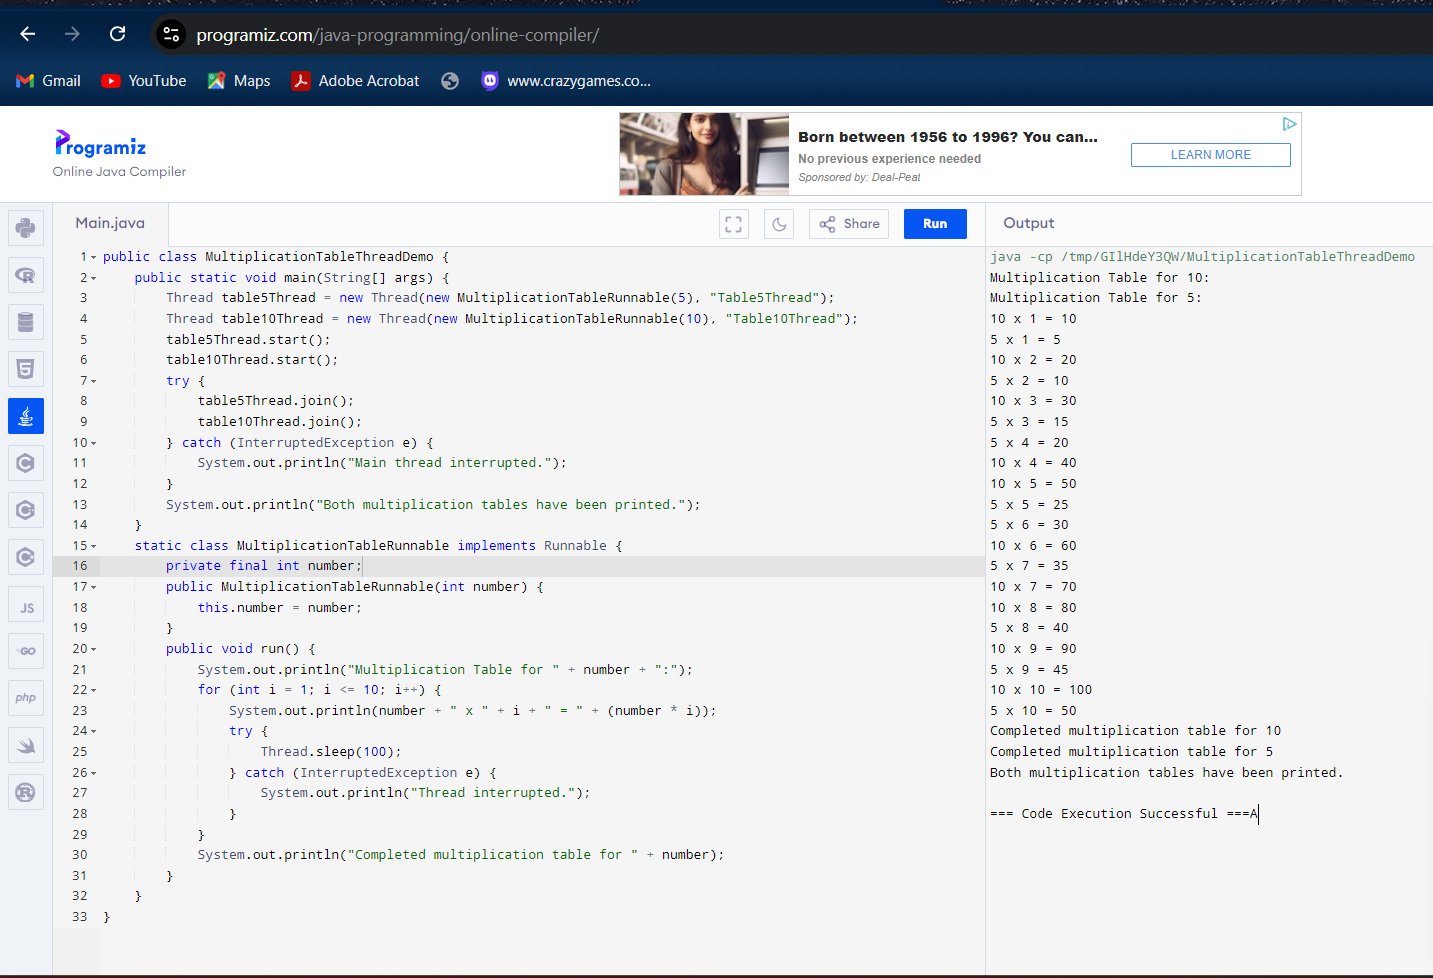 programiz.com/java-programming/online-compiler/
Gmail YouTube Maps Adobe Acrobat www.crazygames.co...
Programiz
Online Java Compiler
Born between 1956 to 1996? You can...
No previous experience needed
Sponsored by: Deal-Peat
LEARN MORE
Main.java
Share
Run
Output
1 public class MultiplicationTableThreadDemo {
2 public static void main(String[] args) {
3 Thread table5Thread = new Thread(new MultiplicationTableRunnable(5), "Table5Thread");
4 Thread table10Thread = new Thread(new MultiplicationTableRunnable(10), "Table10Thread");
5 table5Thread.start();
6 table10Thread.start();
7 try {
8 table5Thread.join();
9 table10Thread.join();
10 } catch (InterruptedException e) {
11 System.out.println("Main thread interrupted.");
12 }
13 System.out.println("Both multiplication tables have been printed.");
14 }
15 static class MultiplicationTableRunnable implements Runnable {
16 private final int number;
17 public MultiplicationTableRunnable(int number) {
18 this.number = number;
19 }
20 public void run() {
21 System.out.println("Multiplication Table for " + number + ":");
22 for (int i = 1; i <= 10; i++) {
23 System.out.println(number + " x " + i + " = " + (number * i));
24 try {
25 Thread.sleep(100);
26 } catch (InterruptedException e) {
27 System.out.println("Thread interrupted.");
28 }
29 }
30 System.out.println("Completed multiplication table for " + number);
31 }
32 }
33 }
java -cp /tmp/GIlHdeY3QW/MultiplicationTableThreadDemo
Multiplication Table for 10:
Multiplication Table for 5:
10 x 1 = 10
5 x 1 = 5
10 x 2 = 20
5 x 2 = 10
10 x 3 = 30
5 x 3 = 15
5 x 4 = 20
10 x 4 = 40
10 x 5 = 50
5 x 5 = 25
5 x 6 = 30
10 x 6 = 60
5 x 7 = 35
10 x 7 = 70
10 x 8 = 80
5 x 8 = 40
10 x 9 = 90
5 x 9 = 45
10 x 10 = 100
5 x 10 = 50
Completed multiplication table for 10
Completed multiplication table for 5
Both multiplication tables have been printed.
=== Code Execution Successful ===A
JS
GO
php